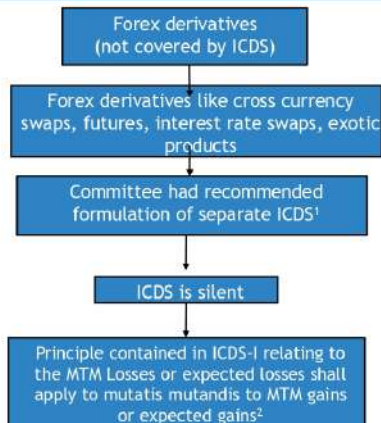 Forex derivatives
(not covered by ICDS)
Forex derivatives like cross currency
swaps, futures, interest rate swaps, exotic
products
Committee had recommended
formulation of separate ICDS¹
ICDS is silent
Principle contained in ICDS-I relating to
the MTM Losses or expected losses shall
apply to mutatis mutandis to MTM gains
or expected gains²